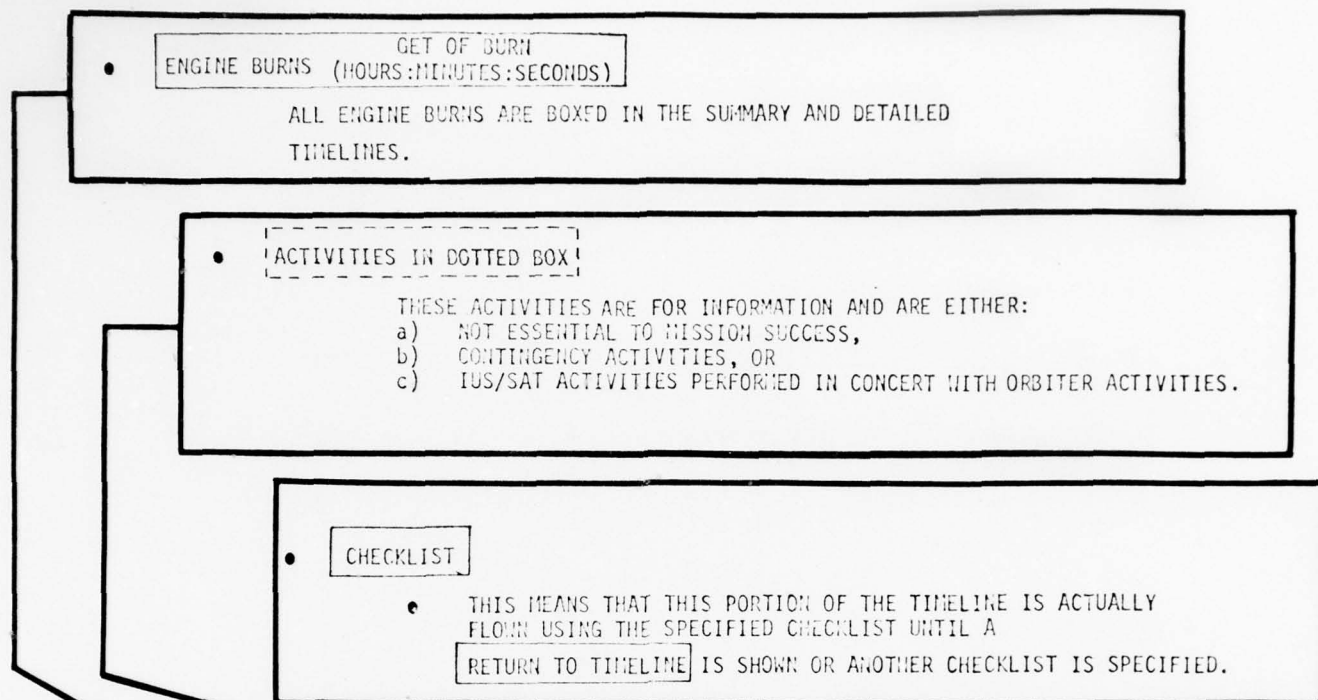 GET OF BURN
• ENGINE BURNS (HOURS:MINUTES:SECONDS)
ALL ENGINE BURNS ARE BOXED IN THE SUMMARY AND DETAILED
TIMELINES.
• ACTIVITIES IN DOTTED BOX
THESE ACTIVITIES ARE FOR INFORMATION AND ARE EITHER:
a) NOT ESSENTIAL TO MISSION SUCCESS,
b) CONTINGENCY ACTIVITIES, OR
c) IUS/SAT ACTIVITIES PERFORMED IN CONCERT WITH ORBITER ACTIVITIES.
• CHECKLIST
• THIS MEANS THAT THIS PORTION OF THE TIMELINE IS ACTUALLY
FLOWN USING THE SPECIFIED CHECKLIST UNTIL A
RETURN TO TIMELINE IS SHOWN OR ANOTHER CHECKLIST IS SPECIFIED.